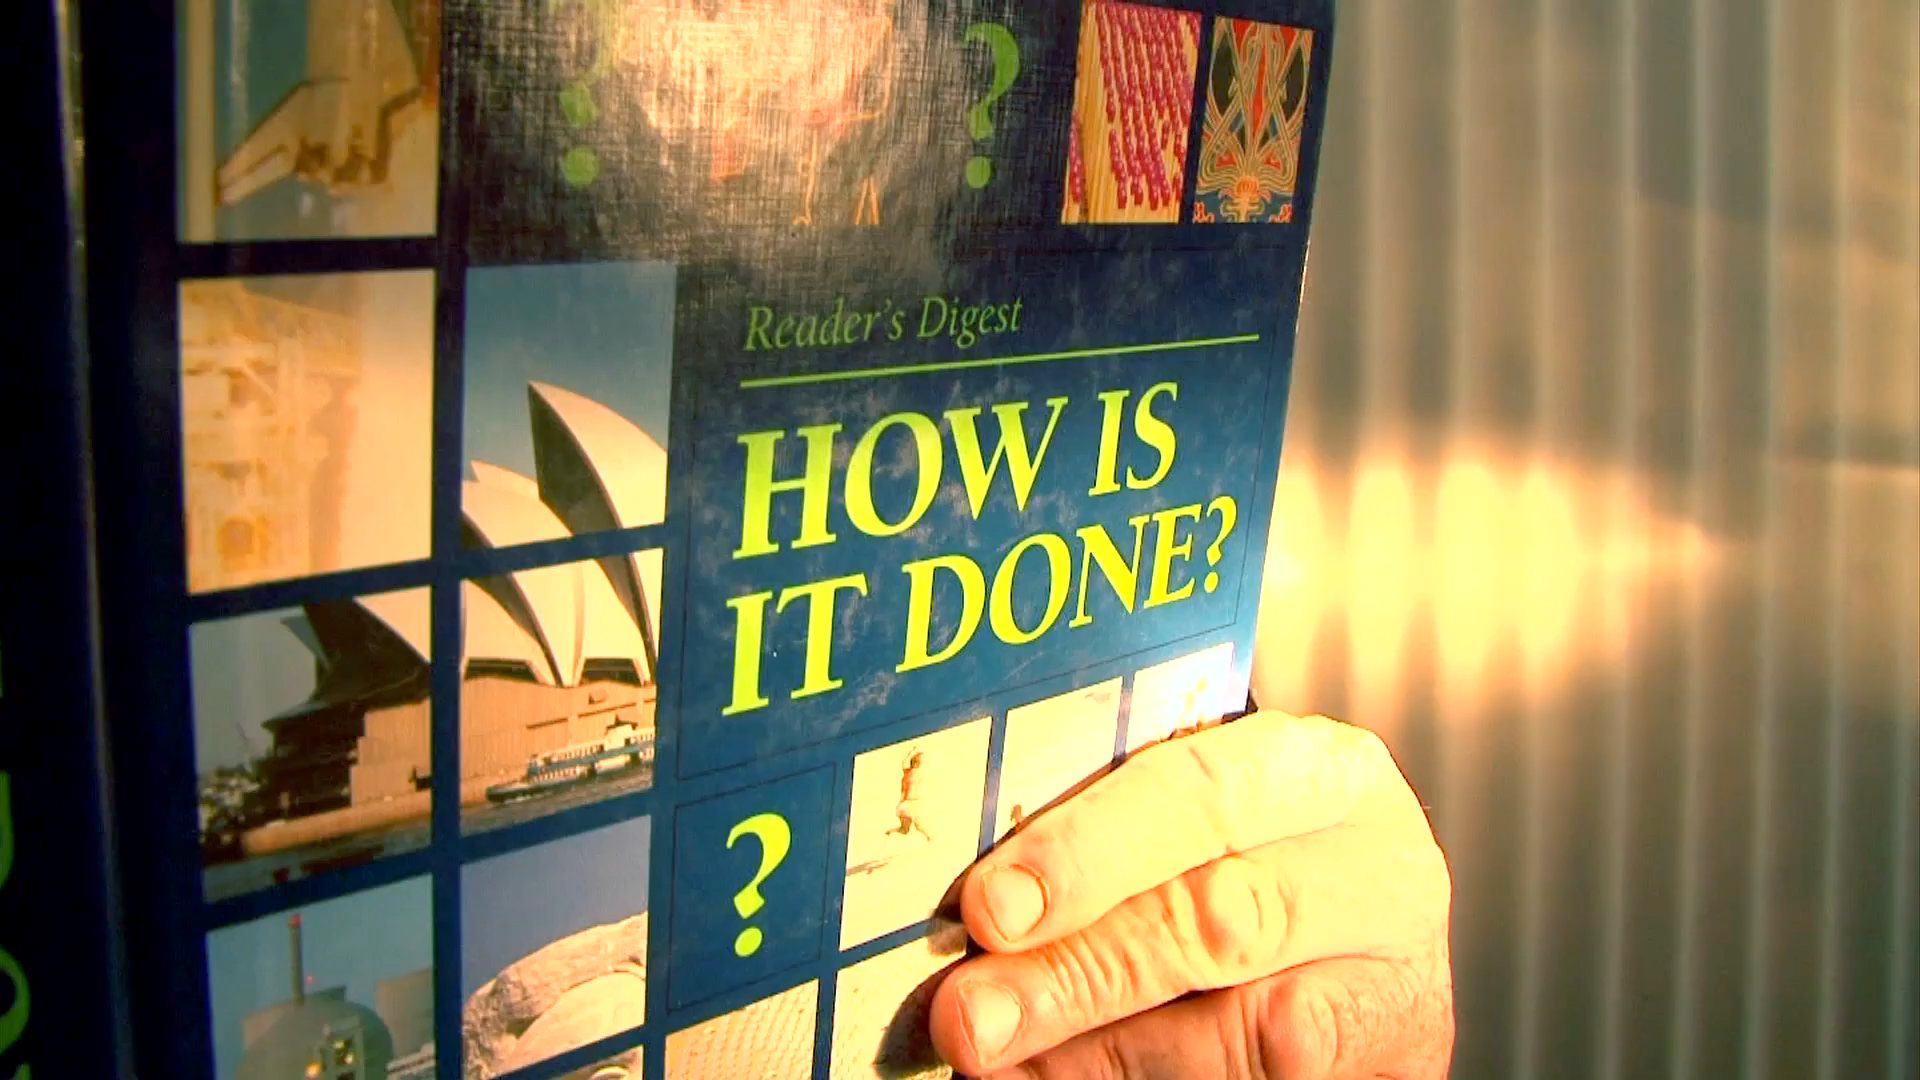 ?
?
Reader's Digest
HOW IS
IT DONE?
?